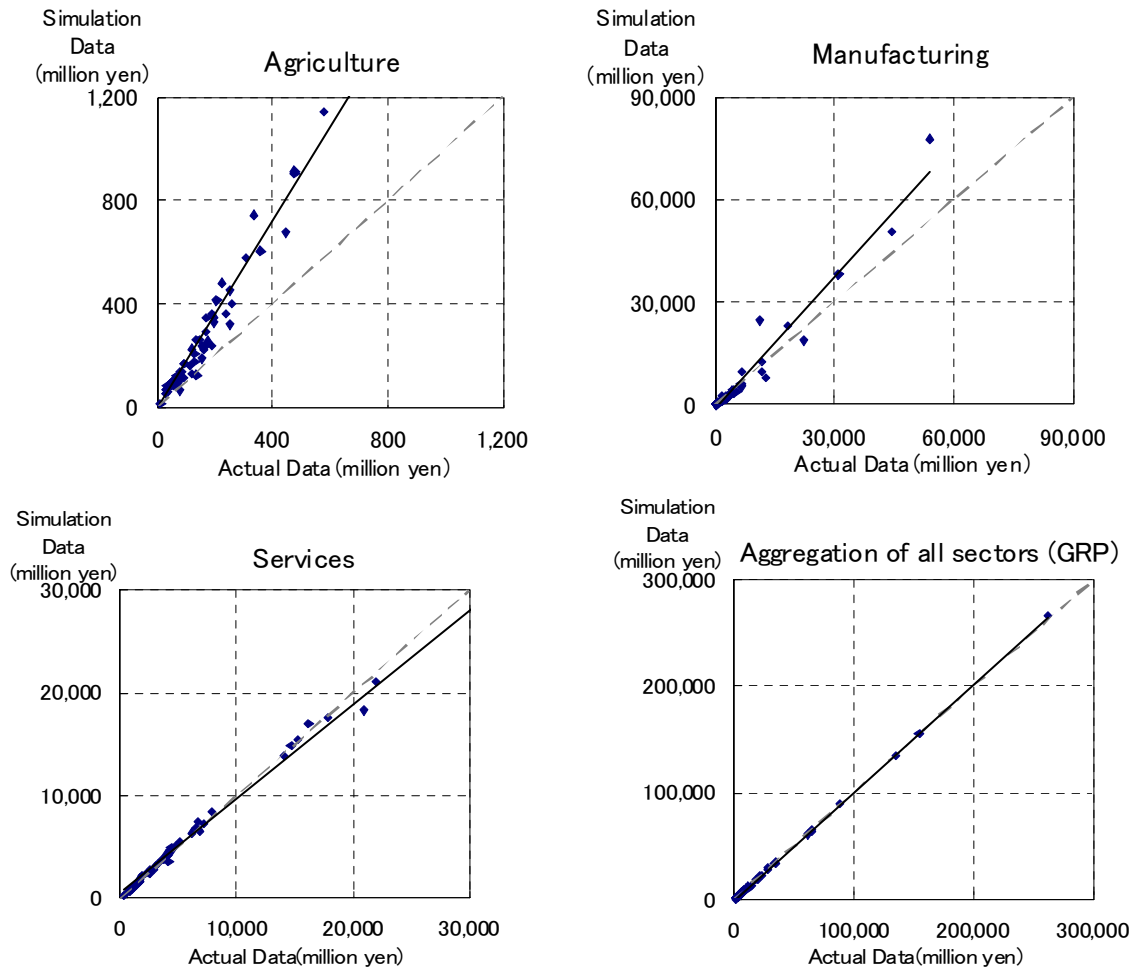 Simulation
Data
(million yen)
Agriculture
1,200
800
400
0
0 400 800 1,200
Actual Data (million yen)
Simulation
Data
(million yen)
Manufacturing
90,000
60,000
30,000
0
0 30,000 60,000 90,000
Actual Data (million yen)
Simulation
Data
(million yen)
Services
30,000
20,000
10,000
0
0 10,000 20,000 30,000
Actual Data(million yen)
Simulation
Data
(million yen)
Aggregation of all sectors (GRP)
300,000
200,000
100,000
0
0 100,000 200,000 300,000
Actual Data(million yen)